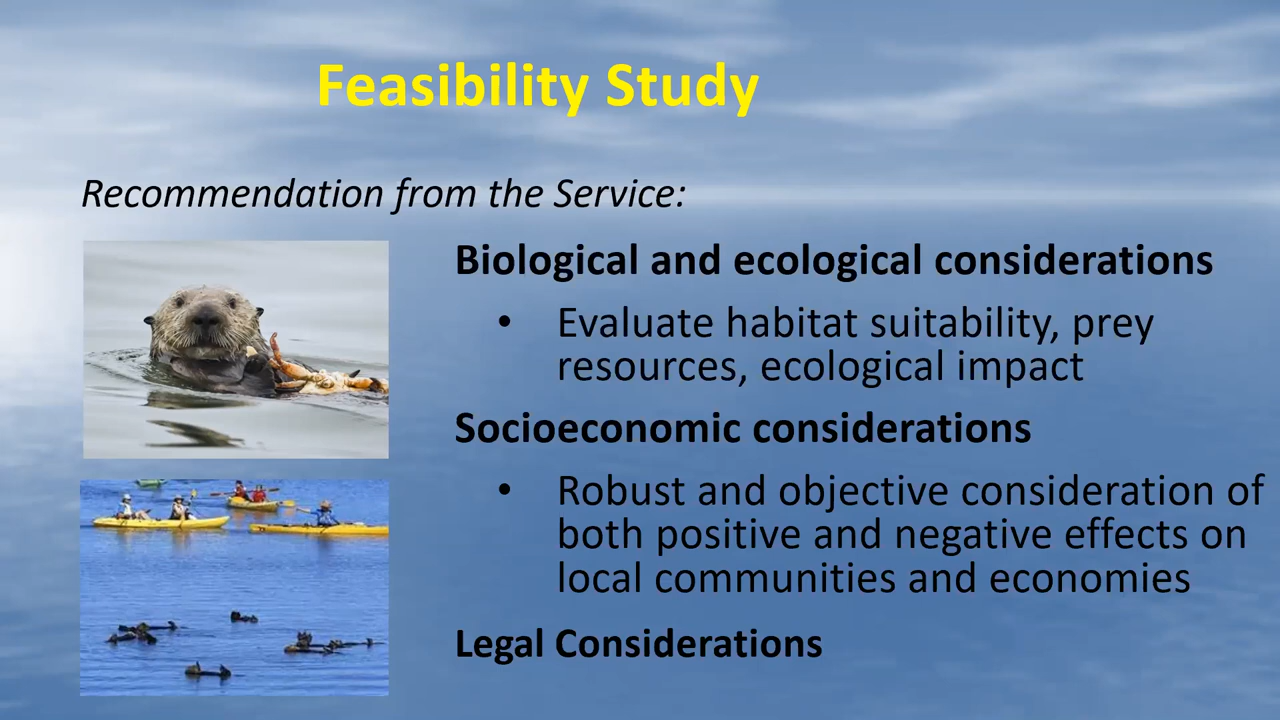 Feasibility Study
Recommendation from the Service:
Biological and ecological considerations
• Evaluate habitat suitability, prey
resources, ecological impact
Socioeconomic considerations
• Robust and objective consideration of
both positive and negative effects on
local communities and economies
Legal Considerations